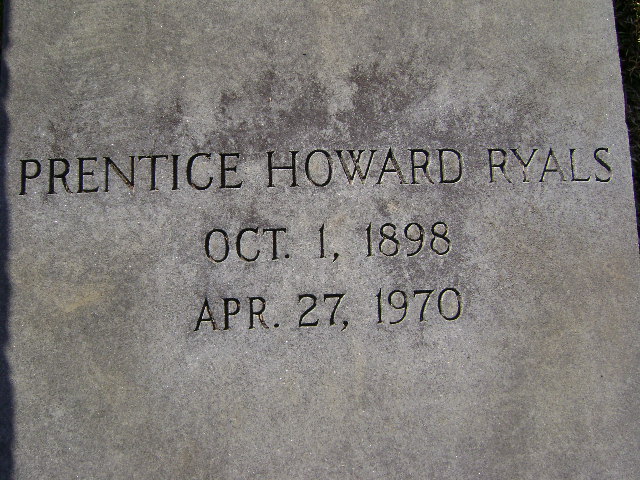 PRENTICE HOWARD RYALS
OCT. 1, 1898
APR. 27, 1970